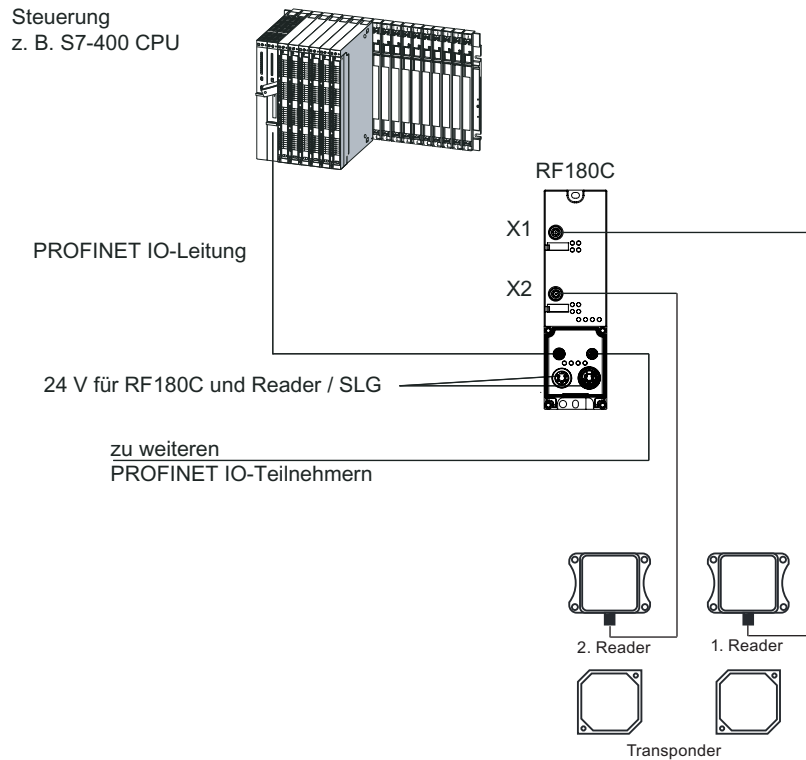 Steuerung
z. B. S7-400 CPU
RF180C
X1
PROFINET IO-Leitung
X2
24 V für RF180C und Reader / SLG
zu weiteren
PROFINET IO-Teilnehmern
2. Reader
1. Reader
Transponder